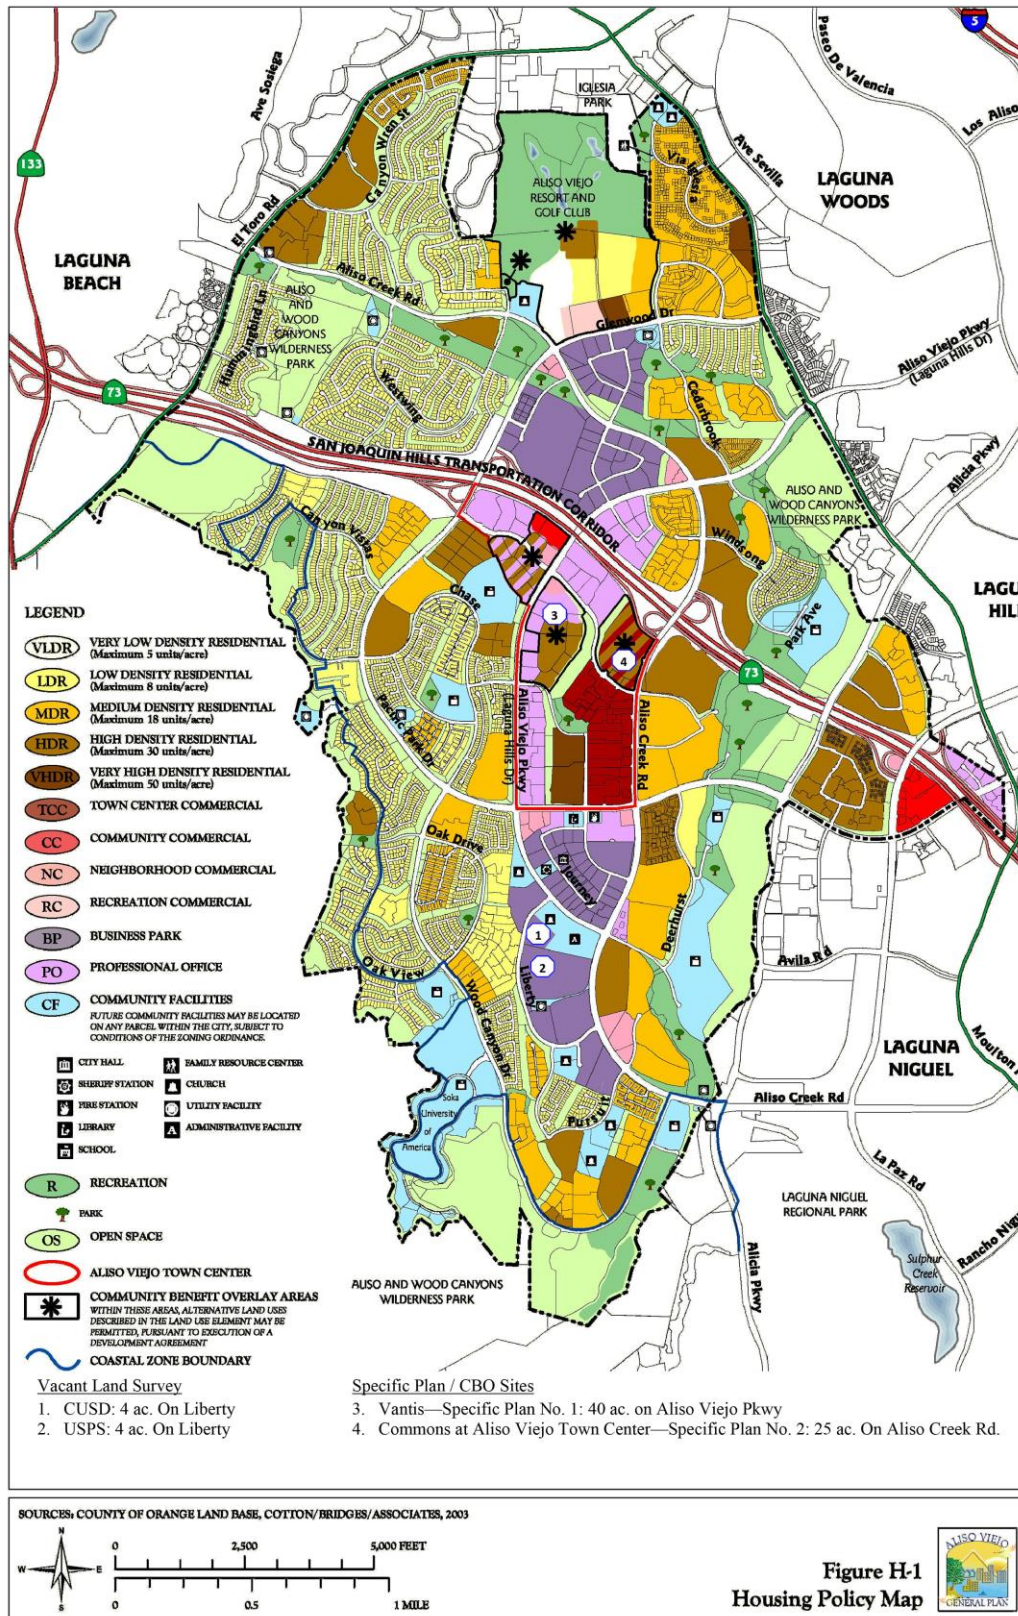 5
Paseo De Valencia
Los Aliso
Ave Sosiega
IGLESIA
PARK
133
Canyon Wren St
Via Iglesia
Ave Sevilla
LAGUNA
WOODS
ALISO VIEJO
RESORT AND
GOLF CLUB
El Toro Rd
LAGUNA
BEACH
Aliso Creek Rd
ALISO
AND
WOOD
CANYONS
WILDERNESS
PARK
Hummingbird Ln
Glenwood Dr
Aliso Viejo Pkwy
(Laguna Hills Dr)
Westwing
Cedarbrook
73
SAN JOAQUIN HILLS TRANSPORTATION CORRIDOR
Alicia Pkwy
ALISO AND
WOOD CANYONS
WILDERNESS PARK
Canyon Vistas
Windsong
LAGU
HIL
Chase
3
Park Ave
4
73
Pacific Park Dr
Aliso Viejo Pkwy
(Laguna Hills Dr)
Aliso Creek Rd
Oak Drive
Journey
Deerhurst
1
Avila Rd
2
Oak View
Liberty
Wood Canyon Dr
LAGUNA
NIGUEL
Moulton
Soka
University
of
America
Pursuit
Aliso Creek Rd
La Paz Rd
LAGUNA NIGUEL
REGIONAL PARK
Alicia Pkwy
Rancho Nigu
Sulphur
Creek
Reservoir
ALISO AND WOOD CANYONS
WILDERNESS PARK
LEGEND
VLDR VERY LOW DENSITY RESIDENTIAL
(Maximum 5 units/acre)
LDR LOW DENSITY RESIDENTIAL
(Maximum 8 units/acre)
MDR MEDIUM DENSITY RESIDENTIAL
(Maximum 18 units/acre)
HDR HIGH DENSITY RESIDENTIAL
(Maximum 30 units/acre)
VHDR VERY HIGH DENSITY RESIDENTIAL
(Maximum 50 units/acre)
TCC TOWN CENTER COMMERCIAL
CC COMMUNITY COMMERCIAL
NC NEIGHBORHOOD COMMERCIAL
RC RECREATION COMMERCIAL
BP BUSINESS PARK
PO PROFESSIONAL OFFICE
CF COMMUNITY FACILITIES
FUTURE COMMUNITY FACILITIES MAY BE LOCATED
ON ANY PARCEL WITHIN THE CITY, SUBJECT TO
CONDITIONS OF THE ZONING ORDINANCE.
CITY HALL
FAMILY RESOURCE CENTER
SHERIFF STATION
CHURCH
FIRE STATION
UTILITY FACILITY
LIBRARY
A ADMINISTRATIVE FACILITY
SCHOOL
R RECREATION
PARK
OS OPEN SPACE
ALISO VIEJO TOWN CENTER
COMMUNITY BENEFIT OVERLAY AREAS
WITHIN THESE AREAS, ALTERNATIVE LAND USES
DESCRIBED IN THE LAND USE ELEMENT MAY BE
PERMITTED, PURSUANT TO EXECUTION OF A
DEVELOPMENT AGREEMENT
COASTAL ZONE BOUNDARY
Vacant Land Survey
1. CUSD: 4 ac. On Liberty
2. USPS: 4 ac. On Liberty
Specific Plan / CBO Sites
3. Vantis—Specific Plan No. 1: 40 ac. on Aliso Viejo Pkwy
4. Commons at Aliso Viejo Town Center—Specific Plan No. 2: 25 ac. On Aliso Creek Rd.
SOURCES: COUNTY OF ORANGE LAND BASE, COTTON/BRIDGES/ASSOCIATES, 2003
N
W E
S
0 2,500 5,000 FEET
0 0.5 1 MILE
Figure H-1
Housing Policy Map
ALISO VIEJO
GENERAL PLAN